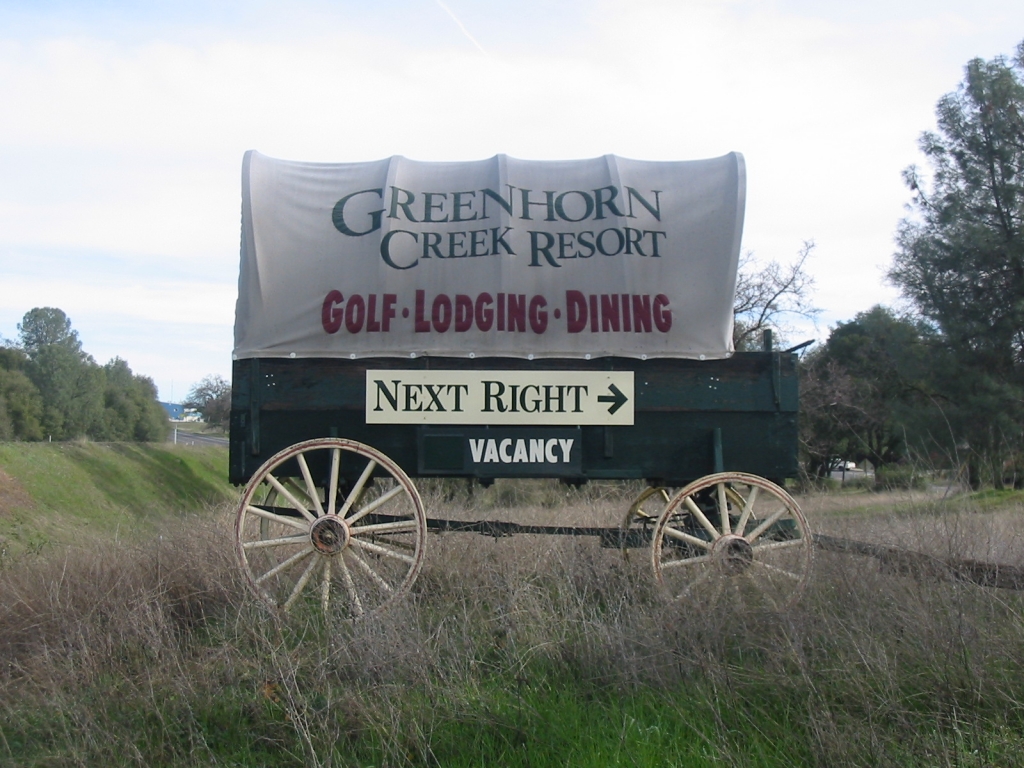 GREENHORN
CREEK RESORT
GOLF · LODGING · DINING
NEXT RIGHT →
VACANCY